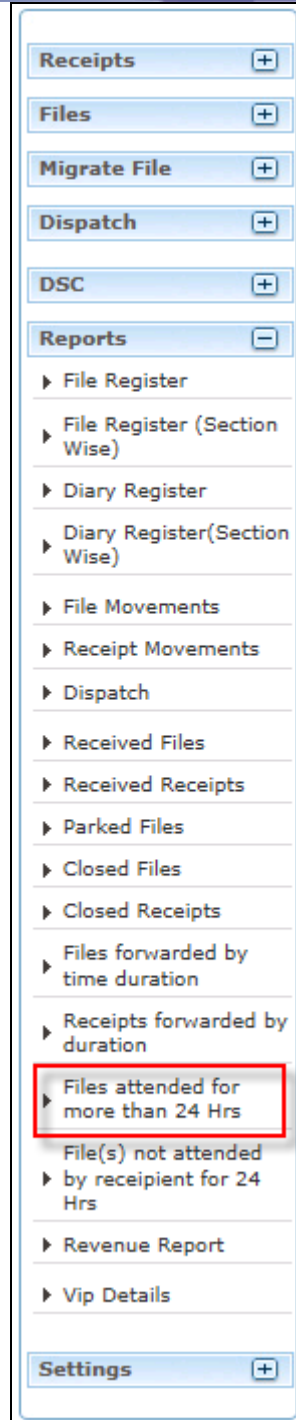 Receipts
Files
Migrate File
Dispatch
DSC
Reports
File Register
File Register (Section
Wise)
Diary Register
Diary Register(Section
Wise)
File Movements
Receipt Movements
Dispatch
Received Files
Received Receipts
Parked Files
Closed Files
Closed Receipts
Files forwarded by
time duration
Receipts forwarded by
duration
Files attended for
more than 24 Hrs
File(s) not attended
by receipient for 24
Hrs
Revenue Report
Vip Details
Settings